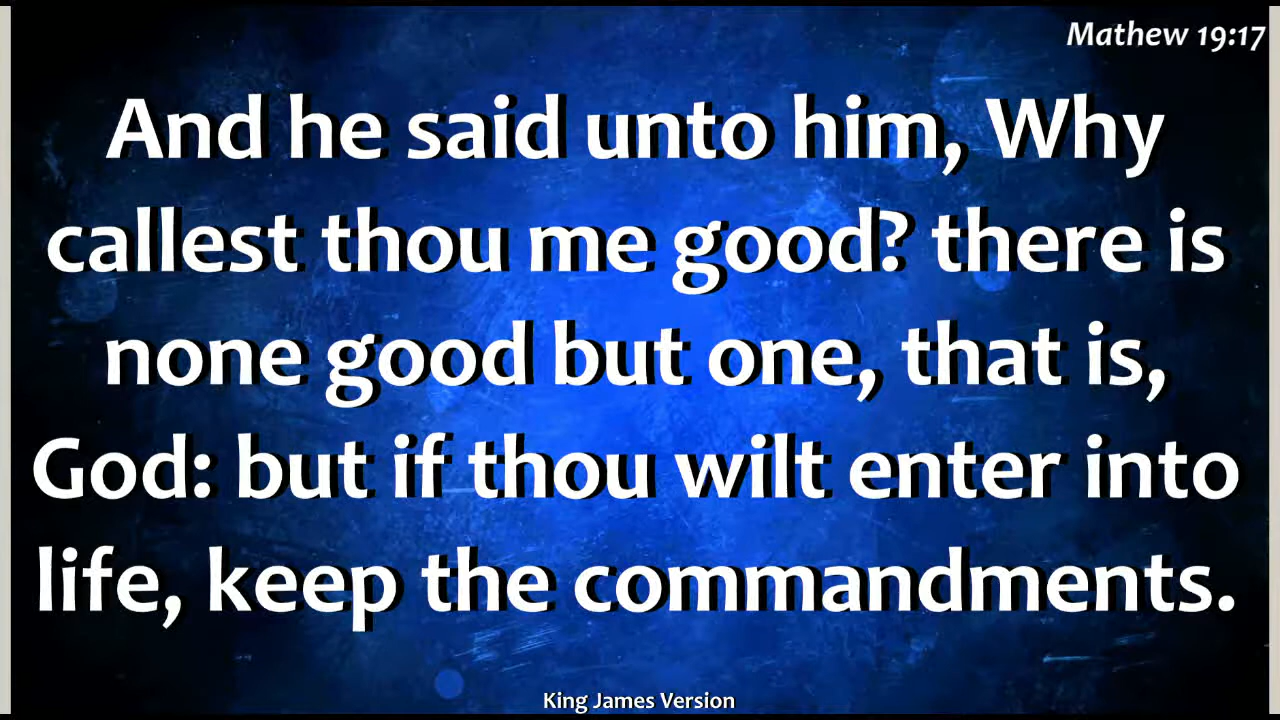 Mathew 19:17
And he said unto him, Why
callest thou me good? there is
none good but one, that is,
God: but if thou wilt enter into
life, keep the commandments.
King James Version